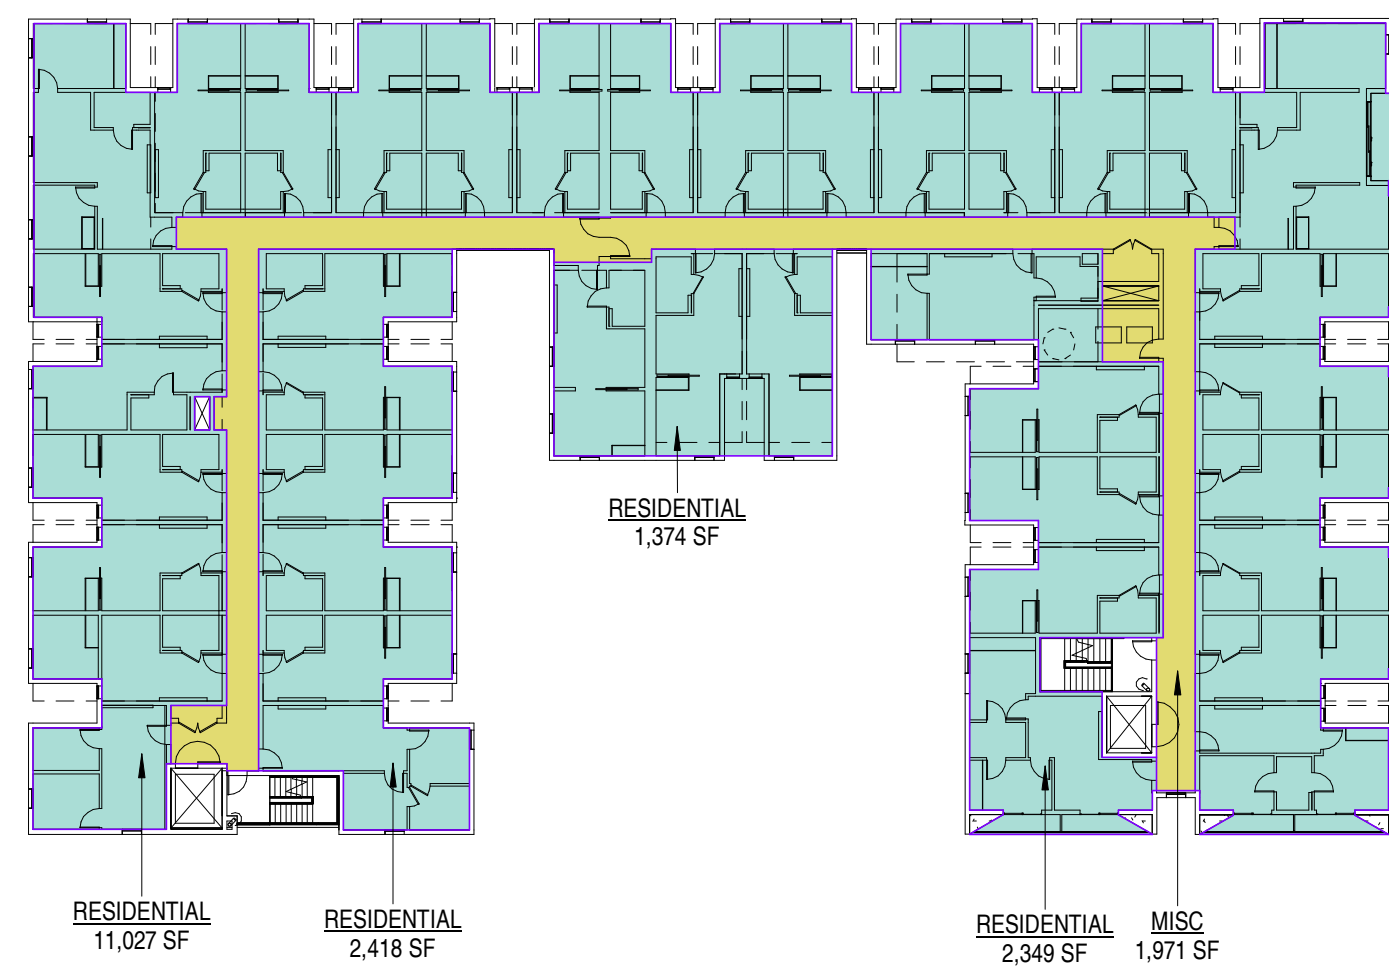 RESIDENTIAL
1,374 SF
RESIDENTIAL
11,027 SF
RESIDENTIAL
2,418 SF
RESIDENTIAL
2,349 SF
MISC
1,971 SF